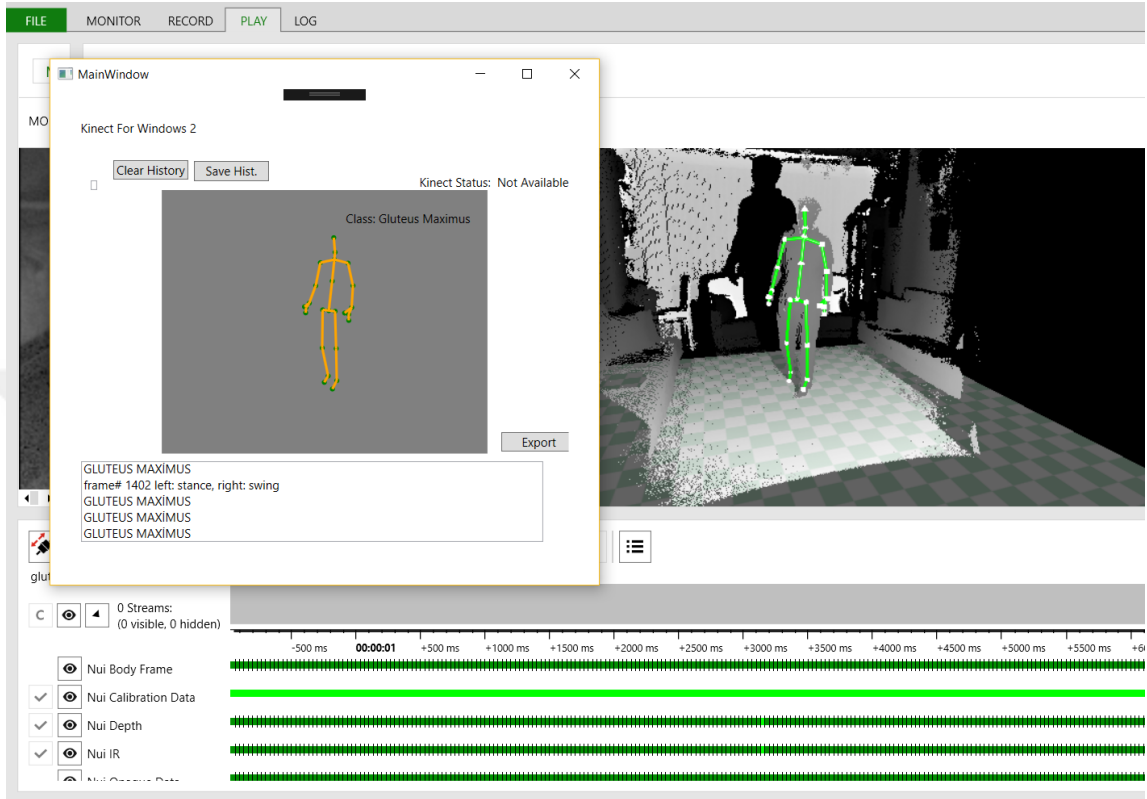 FILE MONITOR RECORD PLAY LOG
MainWindow
MO
Kinect For Windows 2
Clear History Save Hist.
Kinect Status: Not Available
Class: Gluteus Maximus
Export
GLUTEUS MAXİMUS
frame# 1402 left: stance, right: swing
GLUTEUS MAXİMUS
GLUTEUS MAXİMUS
GLUTEUS MAXİMUS
glut
C 0 Streams:
(0 visible, 0 hidden)
-500 ms 00:00:01 +500 ms +1000 ms +1500 ms +2000 ms +2500 ms +3000 ms +3500 ms +4000 ms +4500 ms +5000 ms +5500 ms
Nui Body Frame
Nui Calibration Data
Nui Depth
Nui IR
Nui Opaque Data